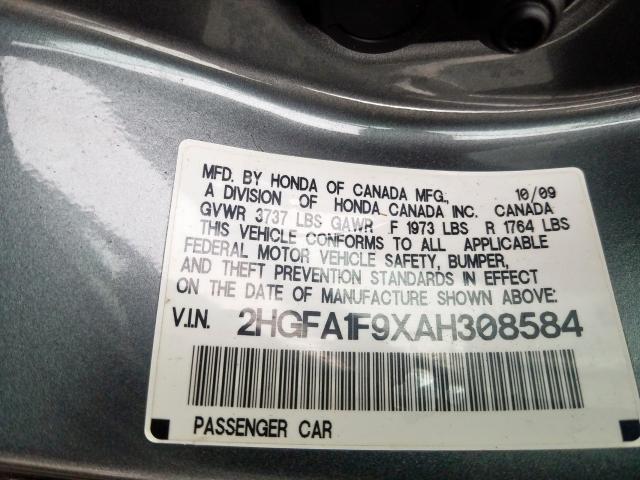 MFD. BY HONDA OF CANADA MFG., 10/09
A DIVISION OF HONDA CANADA INC. CANADA
GVWR 3737 LBS GAWR F 1973 LBS R 1764 LBS
THIS VEHICLE CONFORMS TO ALL APPLICABLE
FEDERAL MOTOR VEHICLE SAFETY, BUMPER,
AND THEFT PREVENTION STANDARDS IN EFFECT
ON THE DATE OF MANUFACTURE SHOWN ABOVE:
V.I.N. 2HGFA1F9XAH308584
PASSENGER CAR